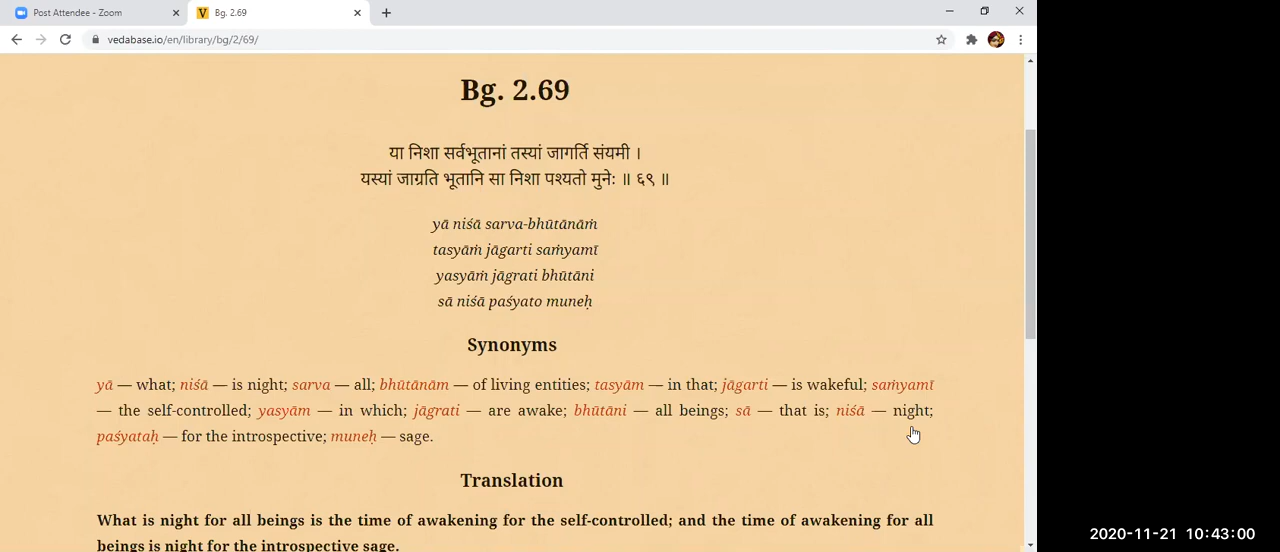 Post Attendee - Zoom
Bg. 2.69
vedabase.io/en/library/bg/2/69/
Bg. 2.69
या निशा सर्वभूतानां तस्यां जागर्ति संयमी ।
यस्यां जाग्रति भूतानि सा निशा पश्यतो मुनेः ॥ ६९ ॥
yā niśā sarva-bhūtānāṁ
tasyāṁ jāgarti saṁyamī
yasyāṁ jāgrati bhūtāni
sā niśā paśyato muneḥ
Synonyms
yā — what; niśā — is night; sarva — all; bhūtānām — of living entities; tasyām — in that; jāgarti — is wakeful; saṁyamī
— the self-controlled; yasyām — in which; jāgrati — are awake; bhūtāni — all beings; sā — that is; niśā — night;
paśyataḥ — for the introspective; muneḥ — sage.
Translation
What is night for all beings is the time of awakening for the self-controlled; and the time of awakening for all
beings is night for the introspective sage.
2020-11-21 10:43:00